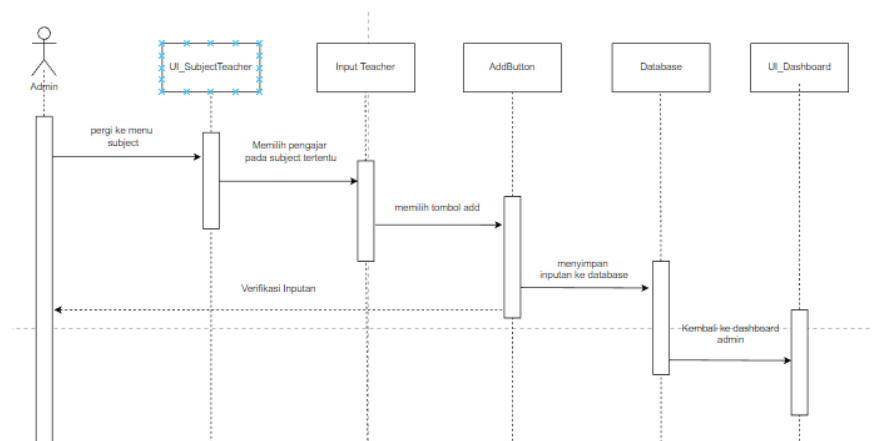 UI_SubjectTeacher
Input Teacher
AddButton
Database
UI_Dashboard
Admin
pergi ke menu
subject
Memilih pengajar
pada subject tertentu
memilih tombol add
menyimpan
inputan ke database
Verifikasi Inputan
Kembali ke dashboard
admin